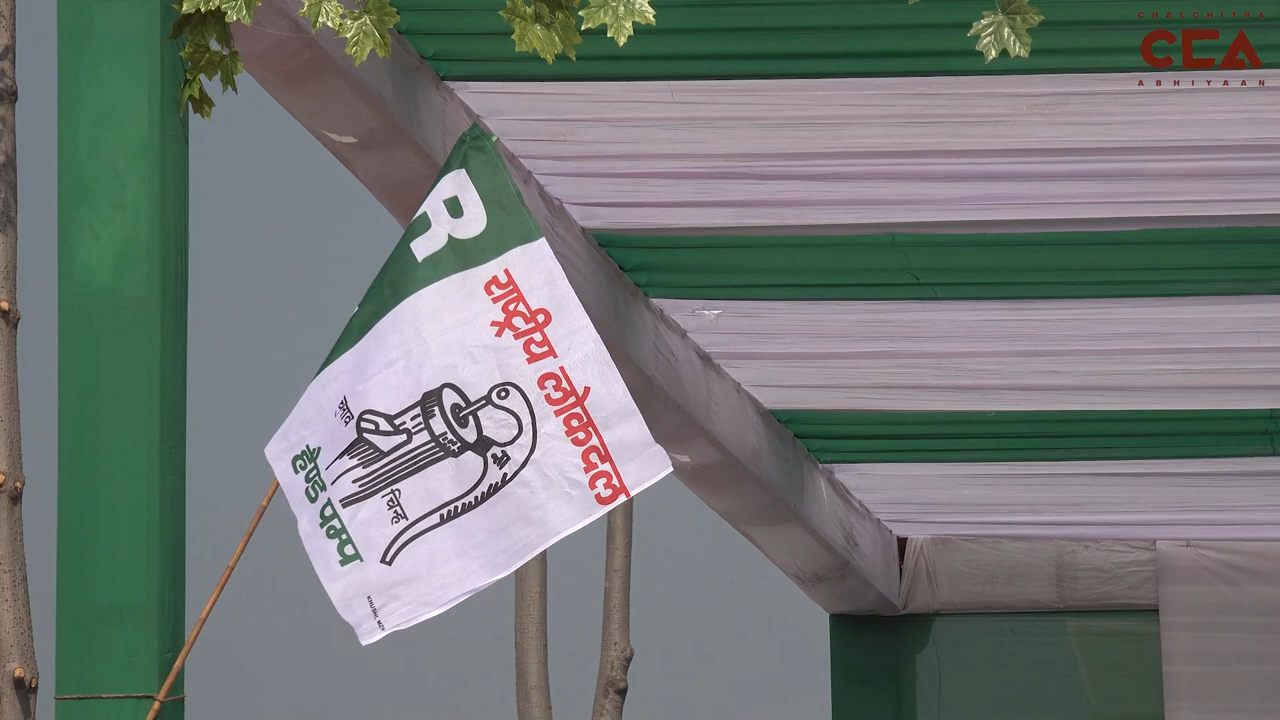 CHALCHITRA
CCA
ABHIYAAN
R
राष्ट्रीय लोकदल
चुनाव
चिन्ह
हैण्ड पम्प